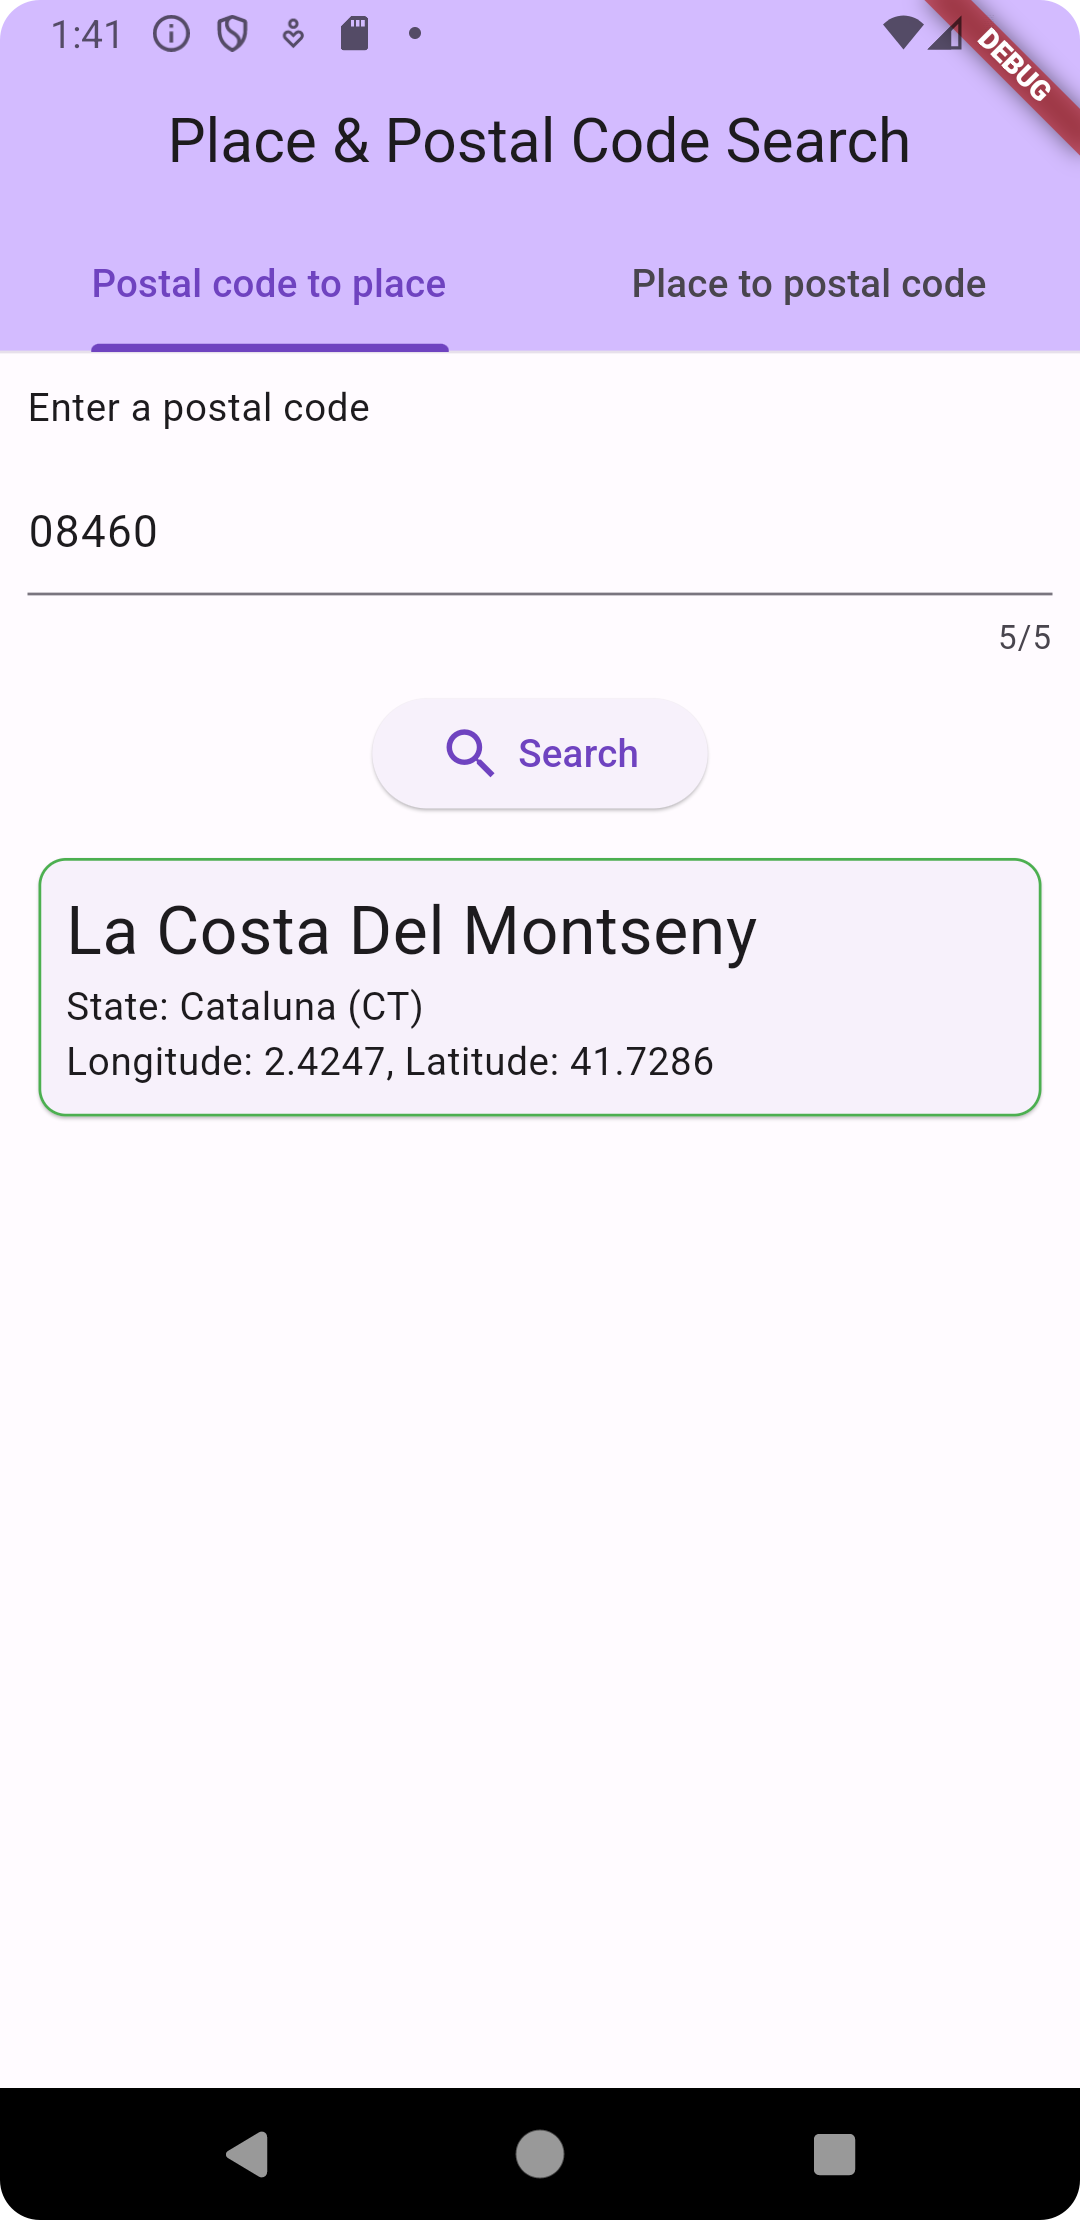 1:41
DEBUG
Place & Postal Code Search
Postal code to place
Place to postal code
Enter a postal code
08460
5/5
Search
La Costa Del Montseny
State: Cataluna (CT)
Longitude: 2.4247, Latitude: 41.7286